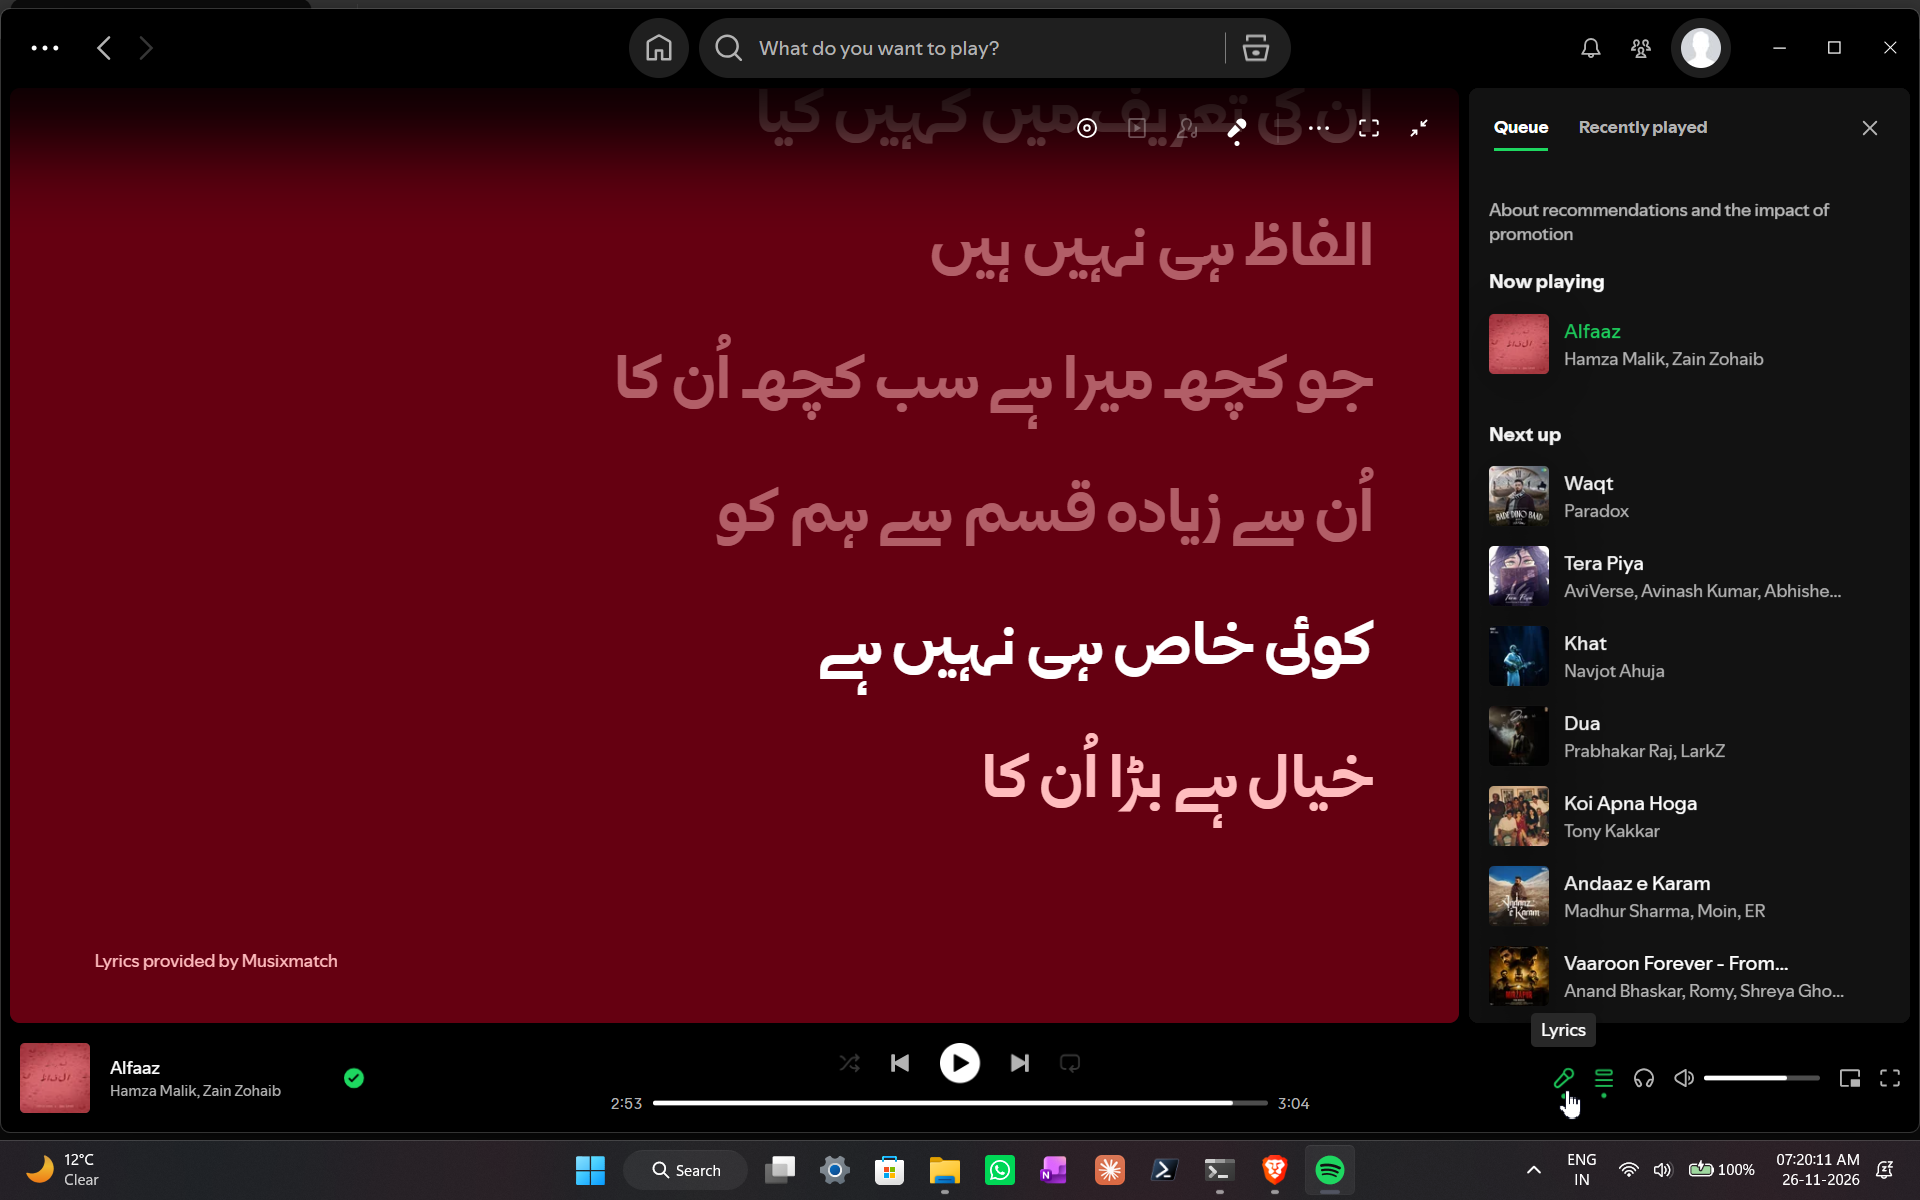 What do you want to play?
اُن کی تعریف میں کہیں کیا
الفاظ ہی نہیں ہیں
جو کچھ میرا ہے سب کچھ اُن کا
اُن سے زیادہ قسم سے ہم کو
کوئی خاص ہی نہیں ہے
خیال ہے بڑا اُن کا
Lyrics provided by Musixmatch
Queue
Recently played
About recommendations and the impact of
promotion
Now playing
Alfaaz
Hamza Malik, Zain Zohaib
Next up
Waqt
Paradox
Tera Piya
AviVerse, Avinash Kumar, Abhishe...
Khat
Navjot Ahuja
Dua
Prabhakar Raj, LarkZ
Koi Apna Hoga
Tony Kakkar
Andaaz e Karam
Madhur Sharma, Moin, ER
Vaaroon Forever - From...
Anand Bhaskar, Romy, Shreya Gho...
Lyrics
Alfaaz
Hamza Malik, Zain Zohaib
2:53
3:04
12°C
Clear
Search
ENG
IN
100%
07:20:11 AM
26-11-2026